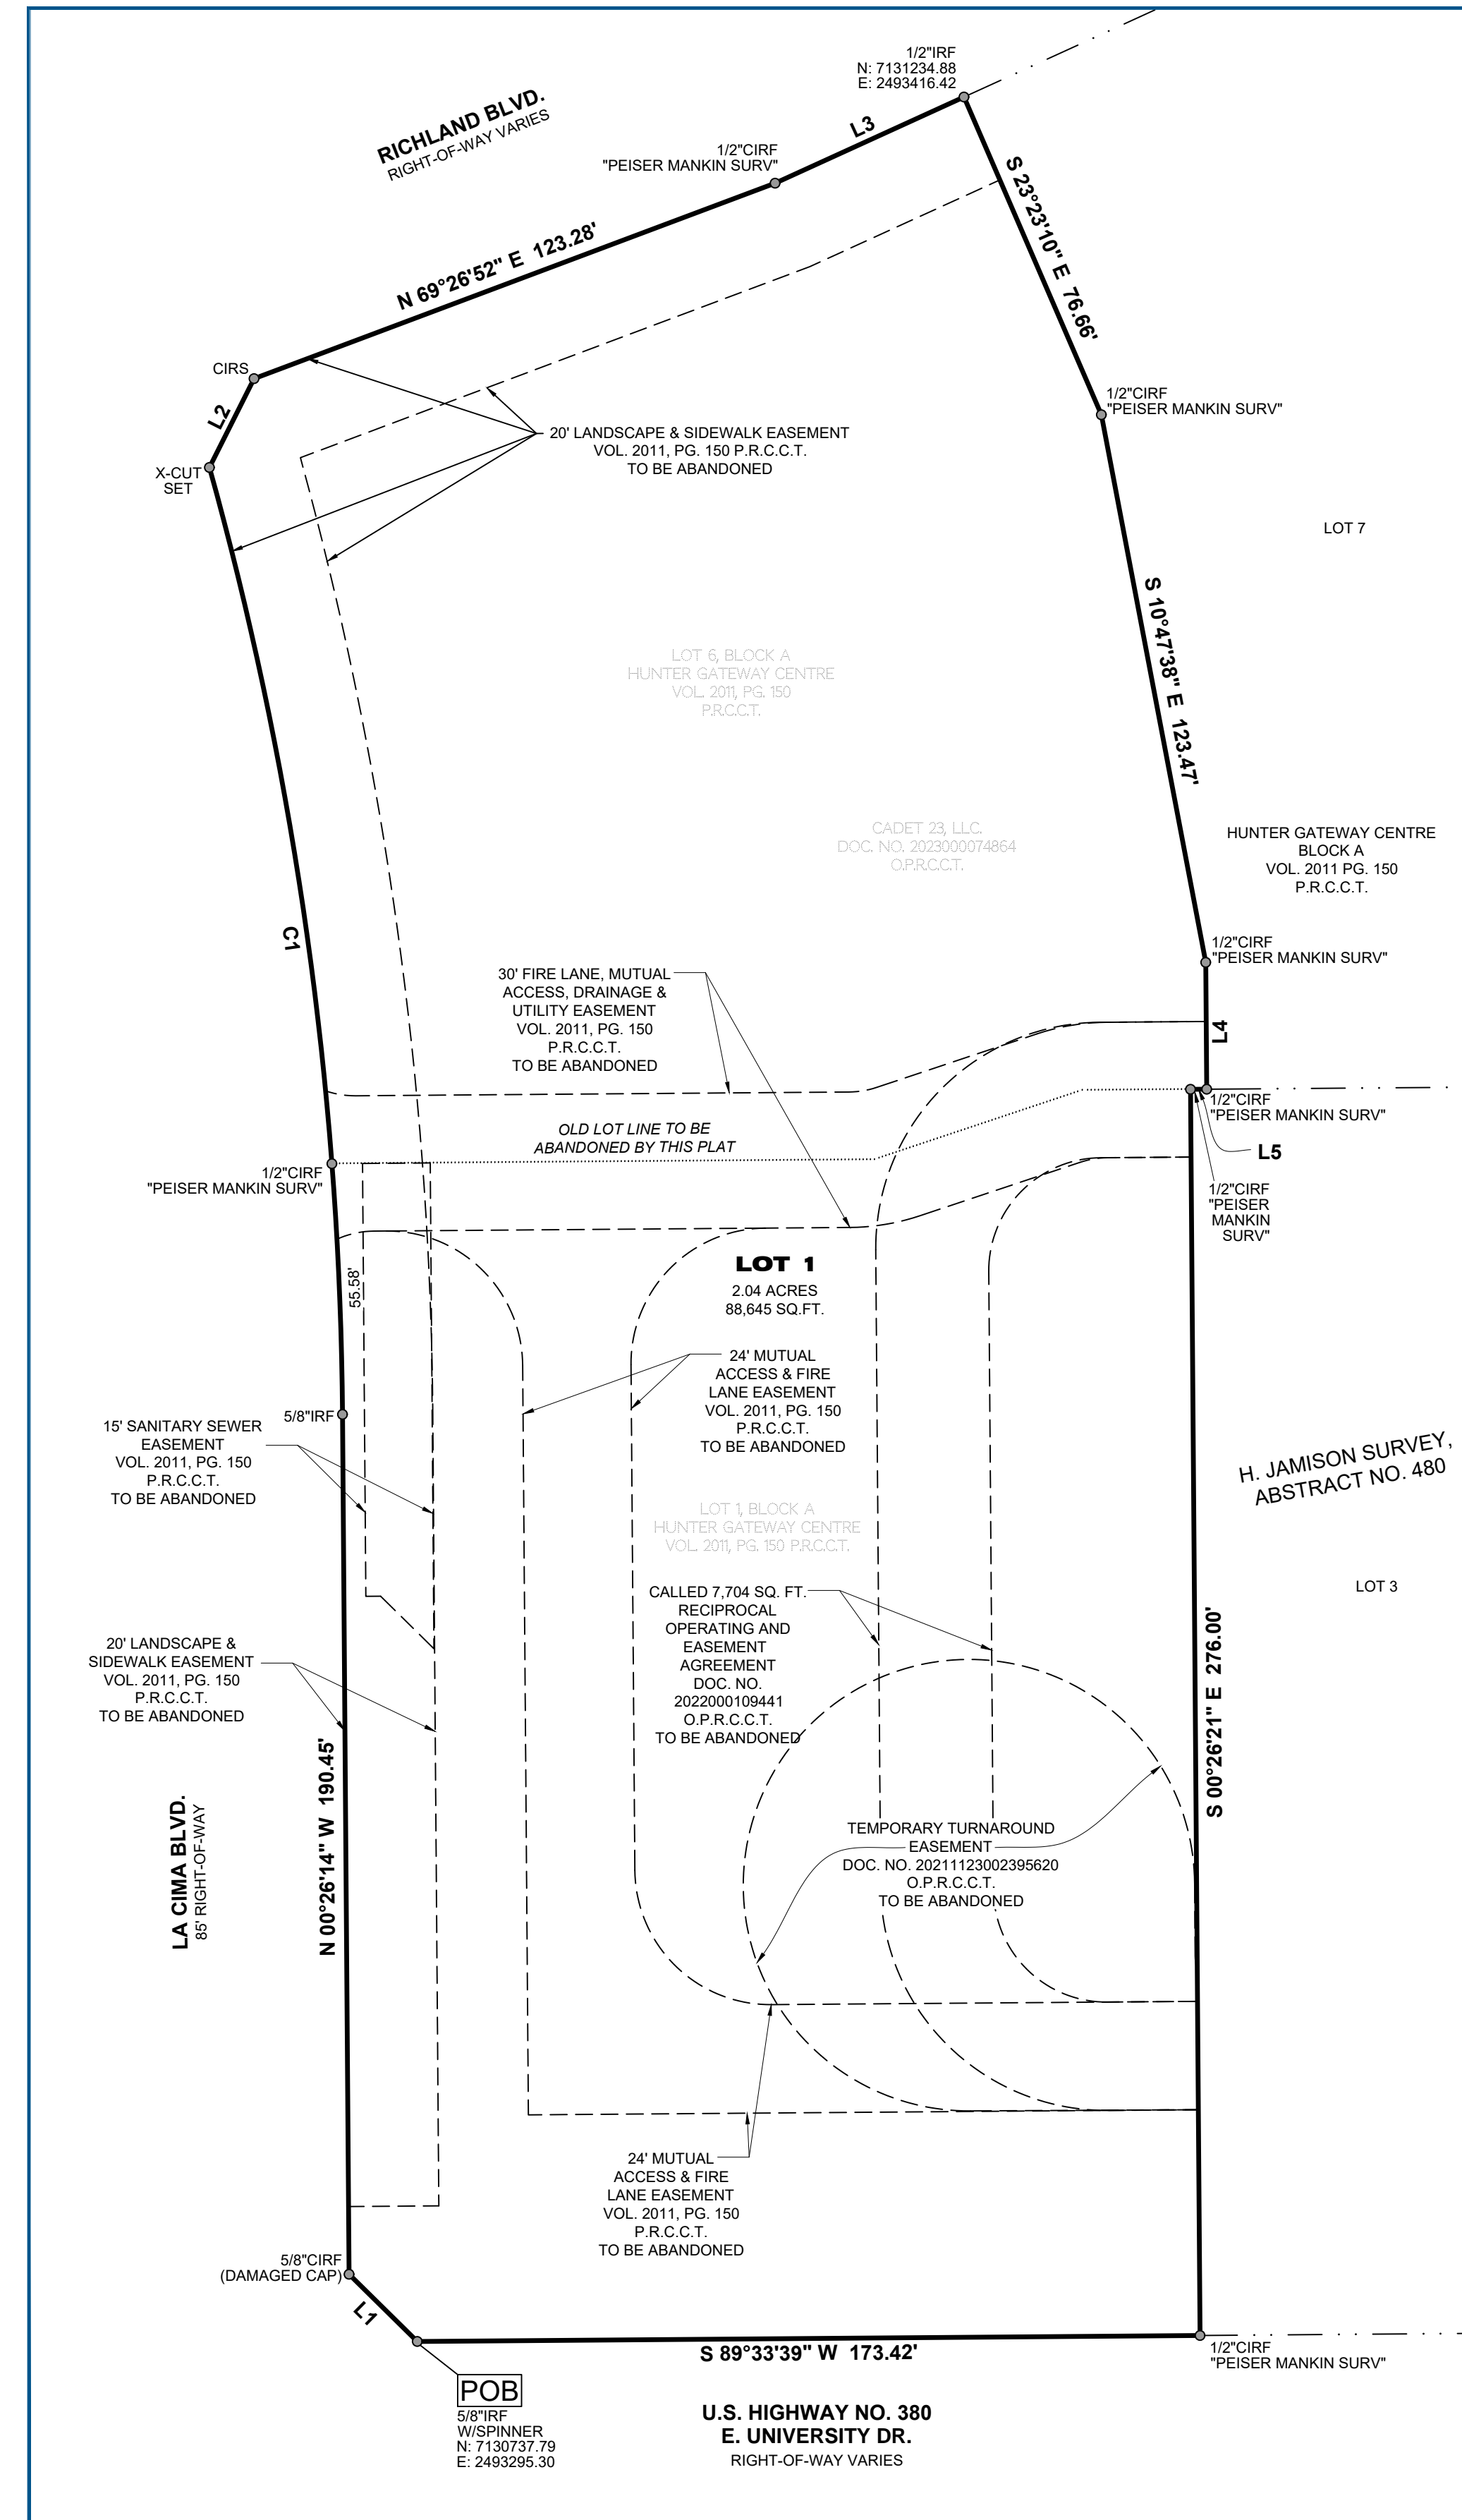 1/2"IRF
N: 7131234.88
E: 2493416.42
RICHLAND BLVD.
RIGHT-OF-WAY VARIES
L3
1/2"CIRF
"PEISER MANKIN SURV"
S 23°23'10" E 76.66'
N 69°26'52" E 123.28'
CIRS
L2
X-CUT
SET
1/2"CIRF
"PEISER MANKIN SURV"
20' LANDSCAPE & SIDEWALK EASEMENT
VOL. 2011, PG. 150 P.R.C.C.T.
TO BE ABANDONED
LOT 7
S 10°47'38" E 123.47'
LOT 6, BLOCK A
HUNTER GATEWAY CENTRE
VOL. 2011, PG. 150
P.R.C.C.T.
CADET 23, LLC.
DOC. NO. 2023000074864
O.P.R.C.C.T.
HUNTER GATEWAY CENTRE
BLOCK A
VOL. 2011 PG. 150
P.R.C.C.T.
C1
1/2"CIRF
"PEISER MANKIN SURV"
30' FIRE LANE, MUTUAL
ACCESS, DRAINAGE &
UTILITY EASEMENT
VOL. 2011, PG. 150
P.R.C.C.T.
TO BE ABANDONED
L4
1/2"CIRF
"PEISER MANKIN SURV"
OLD LOT LINE TO BE
ABANDONED BY THIS PLAT
L5
1/2"CIRF
"PEISER MANKIN SURV"
1/2"CIRF
"PEISER
MANKIN
SURV"
55.58'
LOT 1
2.04 ACRES
88,645 SQ.FT.
24' MUTUAL
ACCESS & FIRE
LANE EASEMENT
VOL. 2011, PG. 150
P.R.C.C.T.
TO BE ABANDONED
5/8"IRF
15' SANITARY SEWER
EASEMENT
VOL. 2011, PG. 150
P.R.C.C.T.
TO BE ABANDONED
H. JAMISON SURVEY,
ABSTRACT NO. 480
LOT 1, BLOCK A
HUNTER GATEWAY CENTRE
VOL. 2011, PG. 150 P.R.C.C.T.
LOT 3
CALLED 7,704 SQ. FT.
RECIPROCAL
OPERATING AND
EASEMENT
AGREEMENT
DOC. NO.
2022000109441
O.P.R.C.C.T.
TO BE ABANDONED
20' LANDSCAPE &
SIDEWALK EASEMENT
VOL. 2011, PG. 150
P.R.C.C.T.
TO BE ABANDONED
S 00°26'21" E 276.00'
N 00°26'14" W 190.45'
LA CIMA BLVD.
85' RIGHT-OF-WAY
TEMPORARY TURNAROUND
EASEMENT
DOC. NO. 20211123002395620
O.P.R.C.C.T.
TO BE ABANDONED
24' MUTUAL
ACCESS & FIRE
LANE EASEMENT
VOL. 2011, PG. 150
P.R.C.C.T.
TO BE ABANDONED
5/8"CIRF
(DAMAGED CAP)
L1
S 89°33'39" W 173.42'
1/2"CIRF
"PEISER MANKIN SURV"
POB
5/8"IRF
W/SPINNER
N: 7130737.79
E: 2493295.30
U.S. HIGHWAY NO. 380
E. UNIVERSITY DR.
RIGHT-OF-WAY VARIES